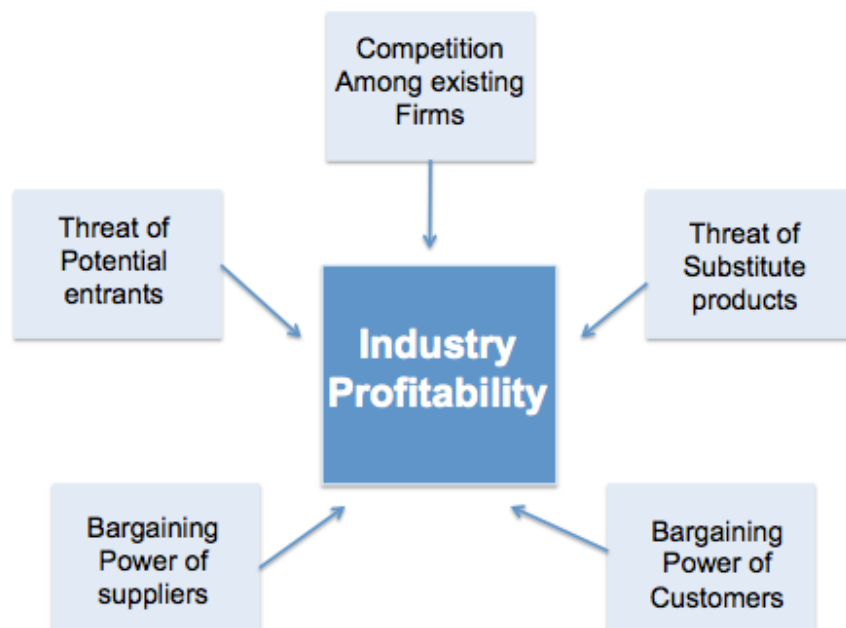 Competition
Among existing
Firms
Threat of
Potential
entrants
Threat of
Substitute
products
Industry
Profitability
Bargaining
Power of
suppliers
Bargaining
Power of
Customers